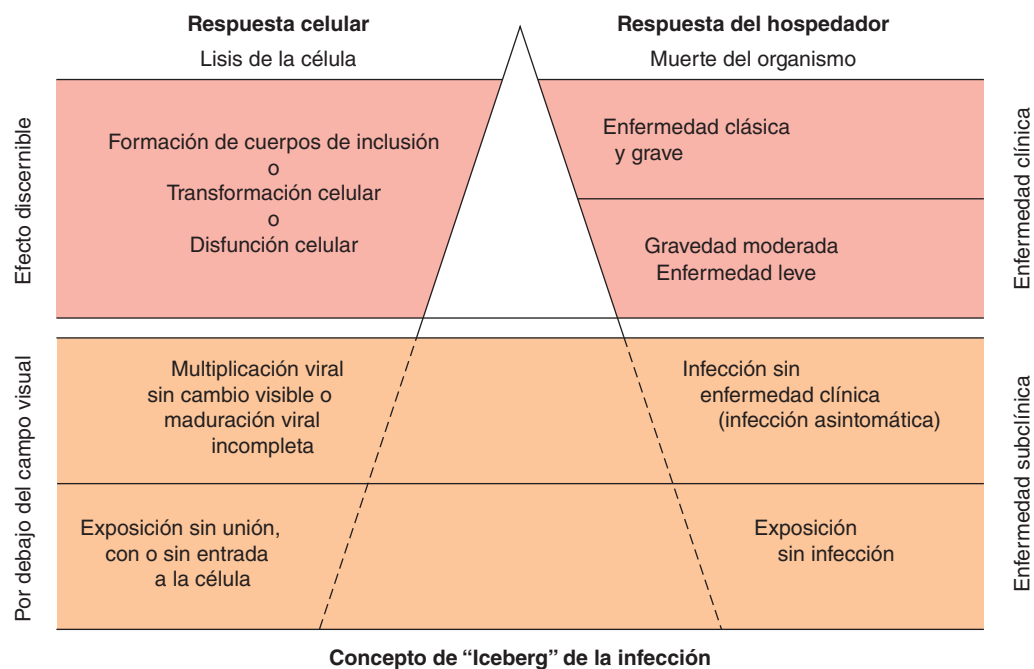 Respuesta celular
Lisis de la célula
Respuesta del hospedador
Muerte del organismo
Efecto discernible
Formación de cuerpos de inclusión
o
Transformación celular
o
Disfunción celular
Enfermedad clásica
y grave
Gravedad moderada
Enfermedad leve
Enfermedad clínica
Por debajo del campo visual
Multiplicación viral
sin cambio visible o
maduración viral
incompleta
Infección sin
enfermedad clínica
(infección asintomática)
Exposición sin unión,
con o sin entrada
a la célula
Exposición
sin infección
Enfermedad subclínica
Concepto de “Iceberg” de la infección